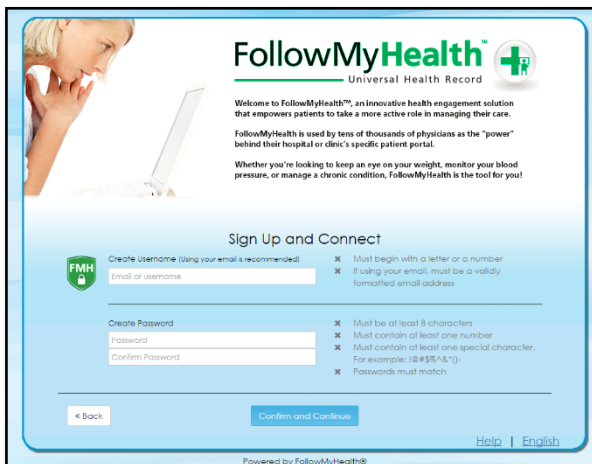 FollowMyHealth™
Universal Health Record
Welcome to FollowMyHealth™, an innovative health engagement solution
that empowers patients to take a more active role in managing their care.
FollowMyHealth is used by tens of thousands of physicians as the "power"
behind their hospital or clinic's specific patient portal.
Whether you're looking to keep an eye on your weight, monitor your blood
pressure, or manage a chronic condition, FollowMyHealth is the tool for you!
Sign Up and Connect
FMH
Create Username (Using your email is recommended)
Email or username
✖ Must begin with a letter or a number
✖ If using your email, must be a validly
formatted email address
Create Password
Password
Confirm Password
✖ Must be at least 8 characters
✖ Must contain at least one number
✖ Must contain at least one special character.
For example: !@#$%^&*()-
✖ Passwords must match
« Back
Confirm and Continue
Help | English
Powered by FollowMyHealth®